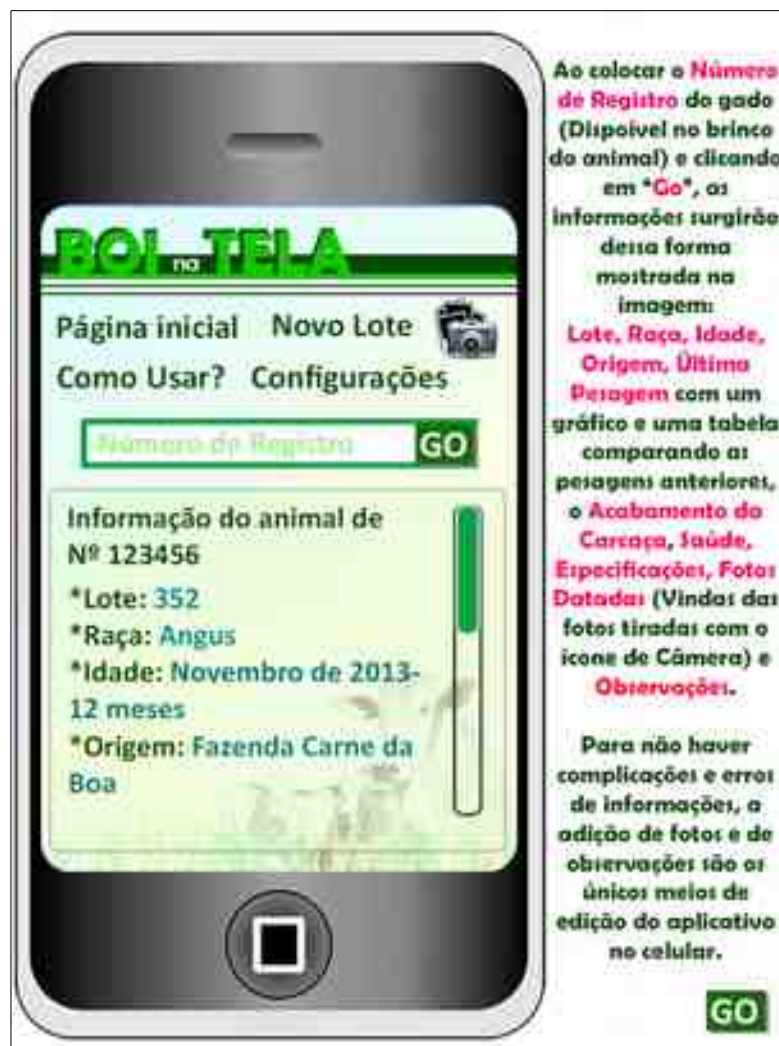 BOI na TELA
Página inicial Novo Lote
Como Usar? Configurações
Número de Registro GO
Informação do animal de
Nº 123456
*Lote: 352
*Raça: Angus
*Idade: Novembro de 2013-
12 meses
*Origem: Fazenda Carne da
Boa
Ao colocar o Número
de Registro do gado
(Dispoível no brinco
do animal) e clicando
em "Go", as
informações surgirão
dessa forma
mostrada na
imagem:
Lote, Raça, Idade,
Origem, Última
Pesagem com um
gráfico e uma tabela
comparando as
pesagens anteriores,
o Acabamento da
Carcaça, Saúde,
Especificações, Fotos
Datadas (Vindas das
fotos tiradas com o
ícone de Câmera) e
Observações.
Para não haver
complicações e erros
de informações, a
adição de fotos e de
observações são os
únicos meios de
edição do aplicativo
no celular.
GO